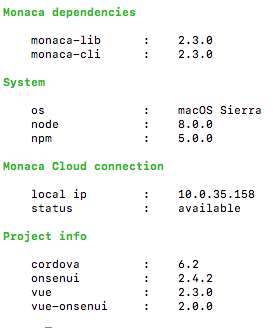 Monaca dependencies
monaca-lib : 2.3.0
monaca-cli : 2.3.0
System
os : macOS Sierra
node : 8.0.0
npm : 5.0.0
Monaca Cloud connection
local ip : 10.0.35.158
status : available
Project info
cordova : 6.2
onsenui : 2.4.2
vue : 2.3.0
vue-onsenui : 2.0.0